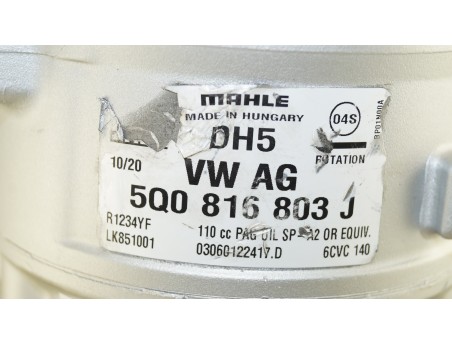 MAHLE
MADE IN HUNGARY
04S
BP01N90A
DH5
10/20
ROTATION
VW AG
5Q0 816 803 J
R1234YF
110 cc PAG OIL SP-A2 OR EQUIV.
LK851001
03060122417.D
6CVC 140